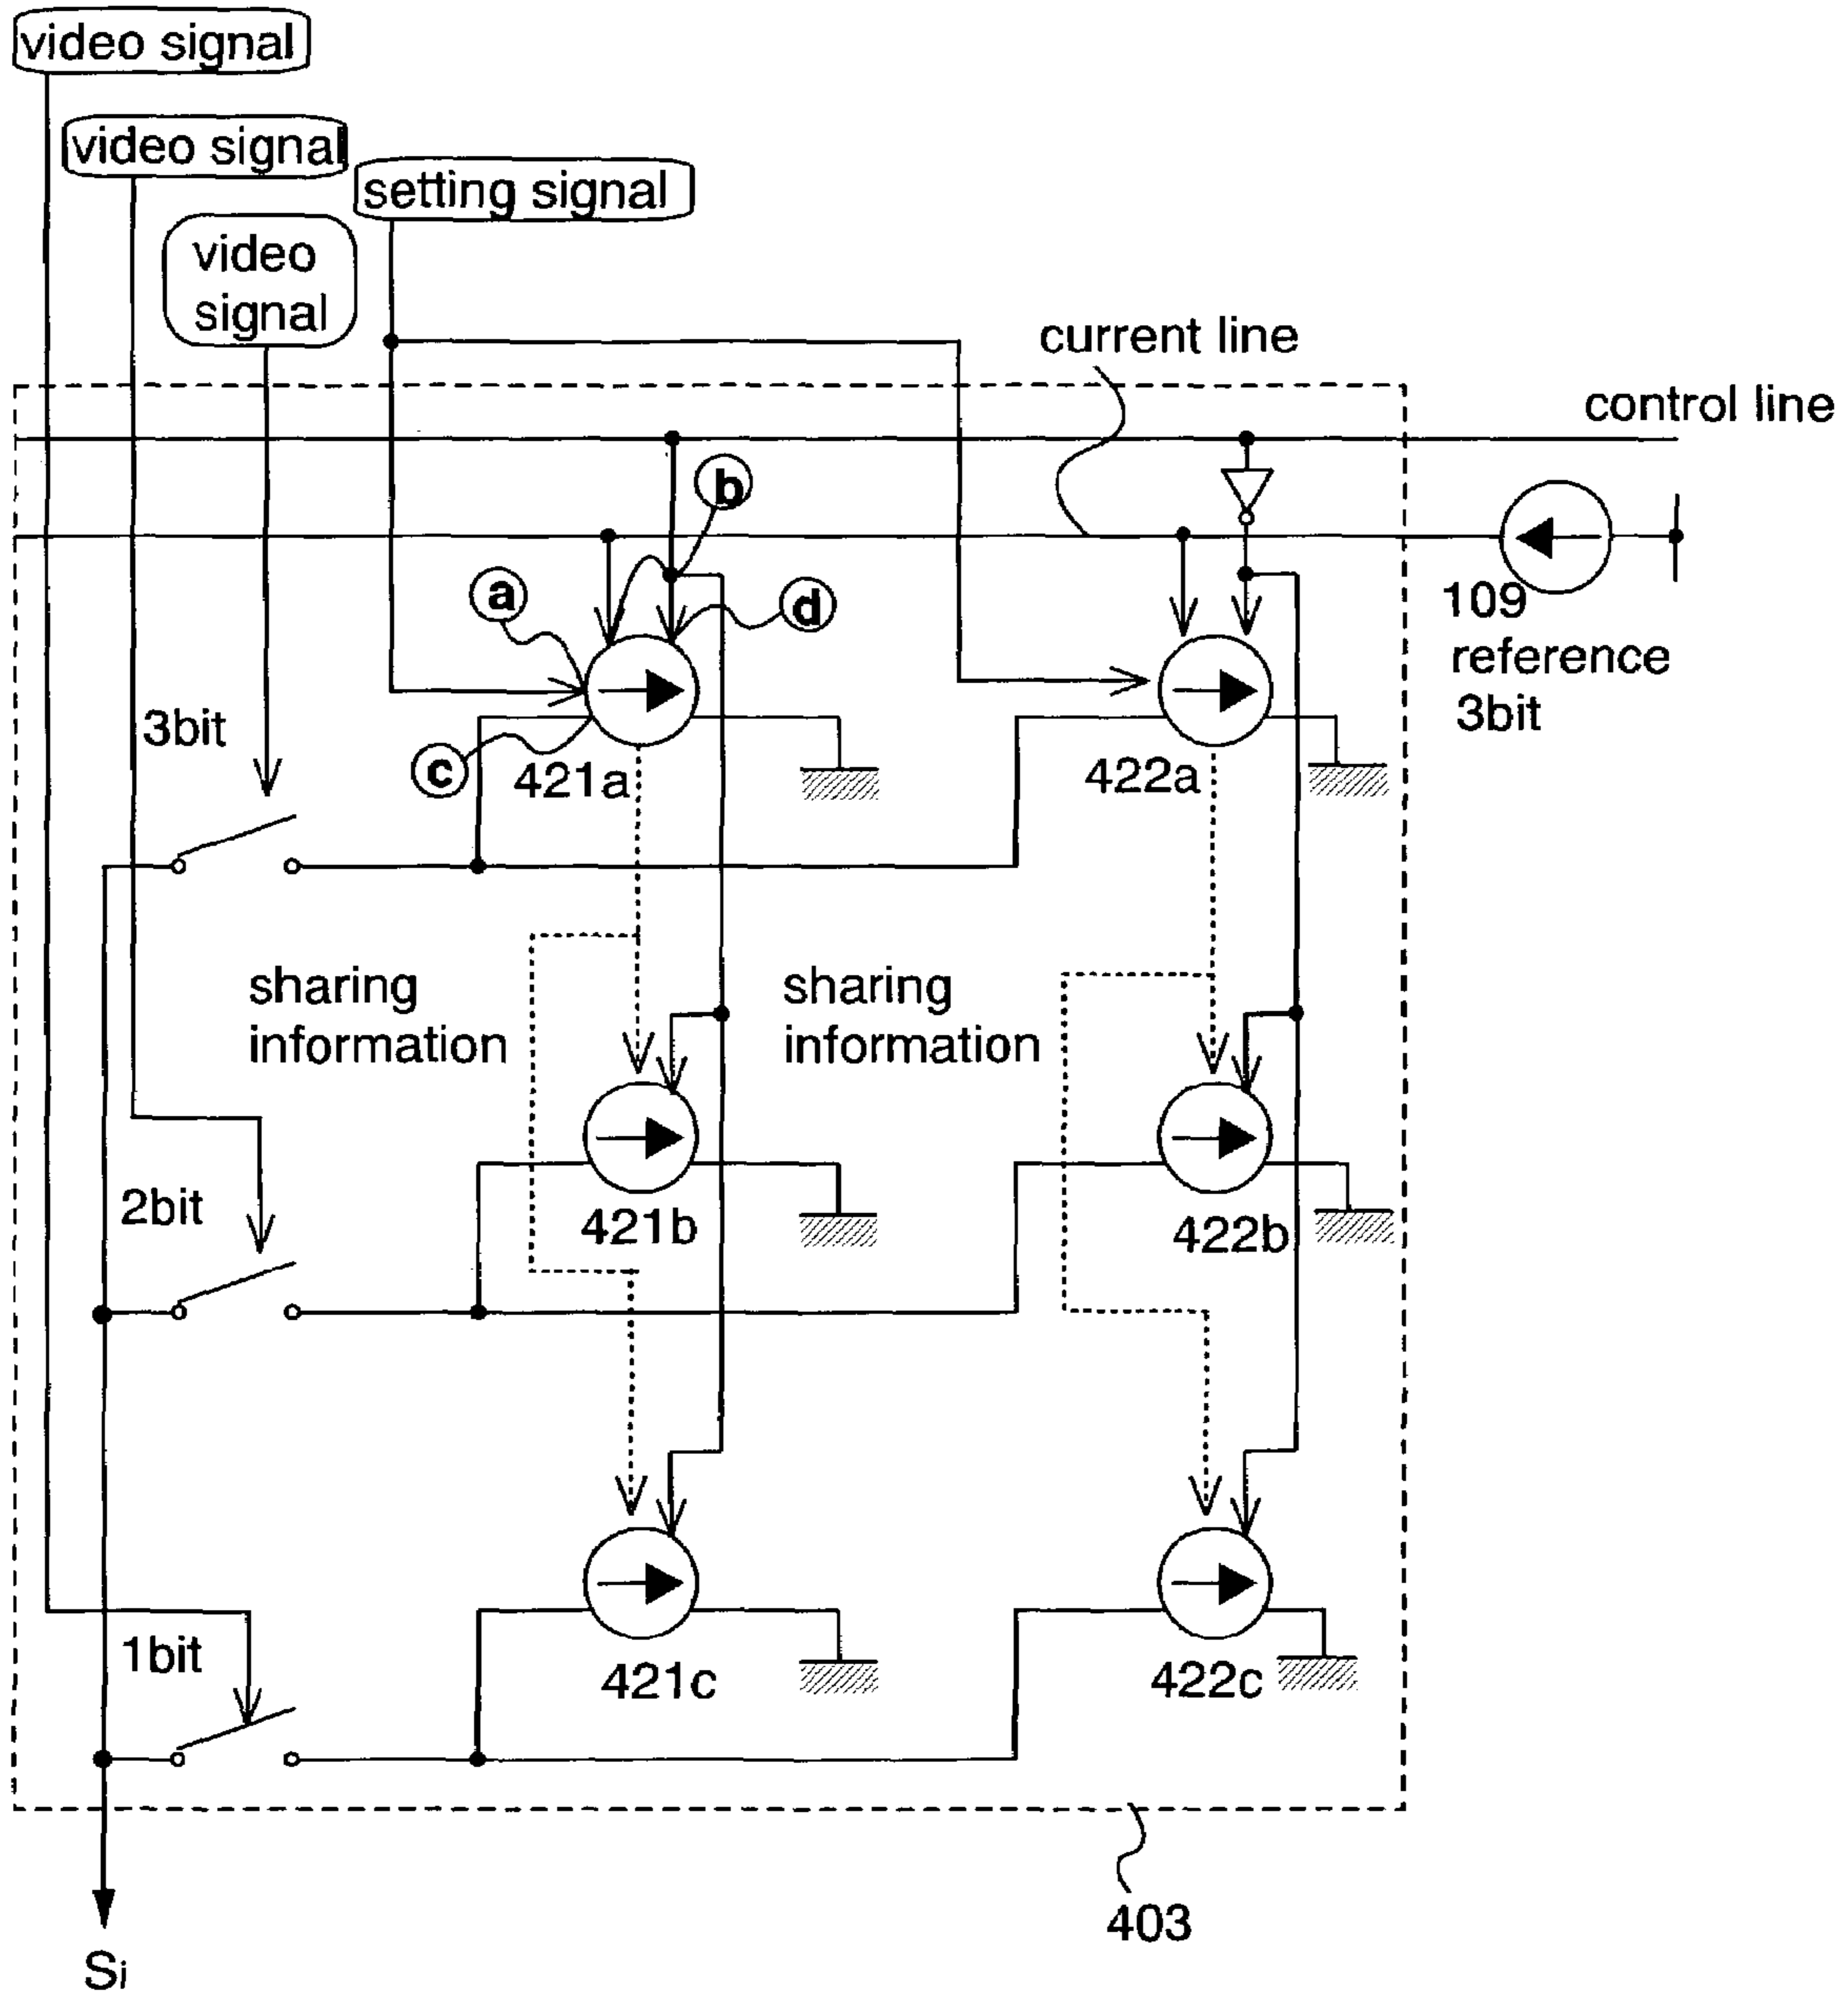 video signal
video signal
setting signal
video
signal
current line
control line
b
a
d
109
reference
3bit
3bit
c
421a
422a
sharing
information
sharing
information
2bit
421b
422b
1bit
421c
422c
403
Si